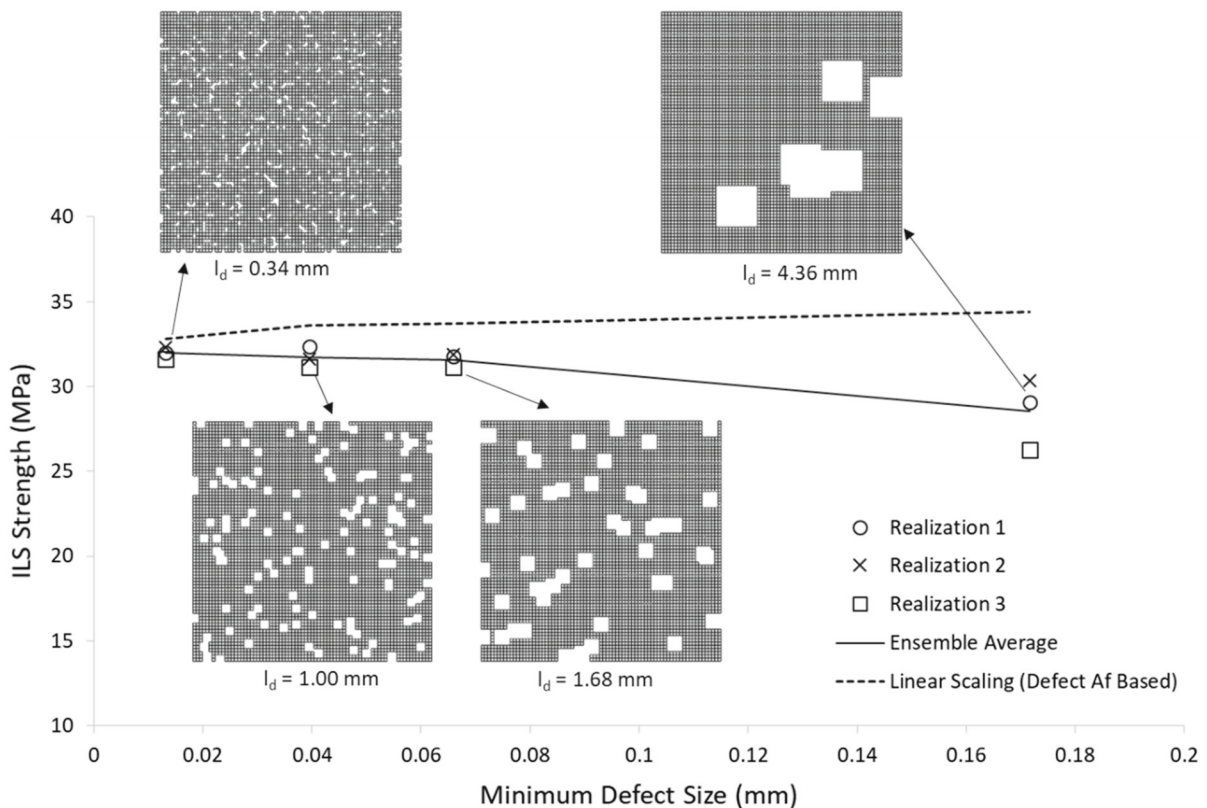 l_d = 0.34 mm
l_d = 4.36 mm
40
35
30
25
20
15
10
ILS Strength (MPa)
l_d = 1.00 mm
l_d = 1.68 mm
Realization 1
Realization 2
Realization 3
Ensemble Average
Linear Scaling (Defect Af Based)
0 0.02 0.04 0.06 0.08 0.1 0.12 0.14 0.16 0.18 0.2
Minimum Defect Size (mm)